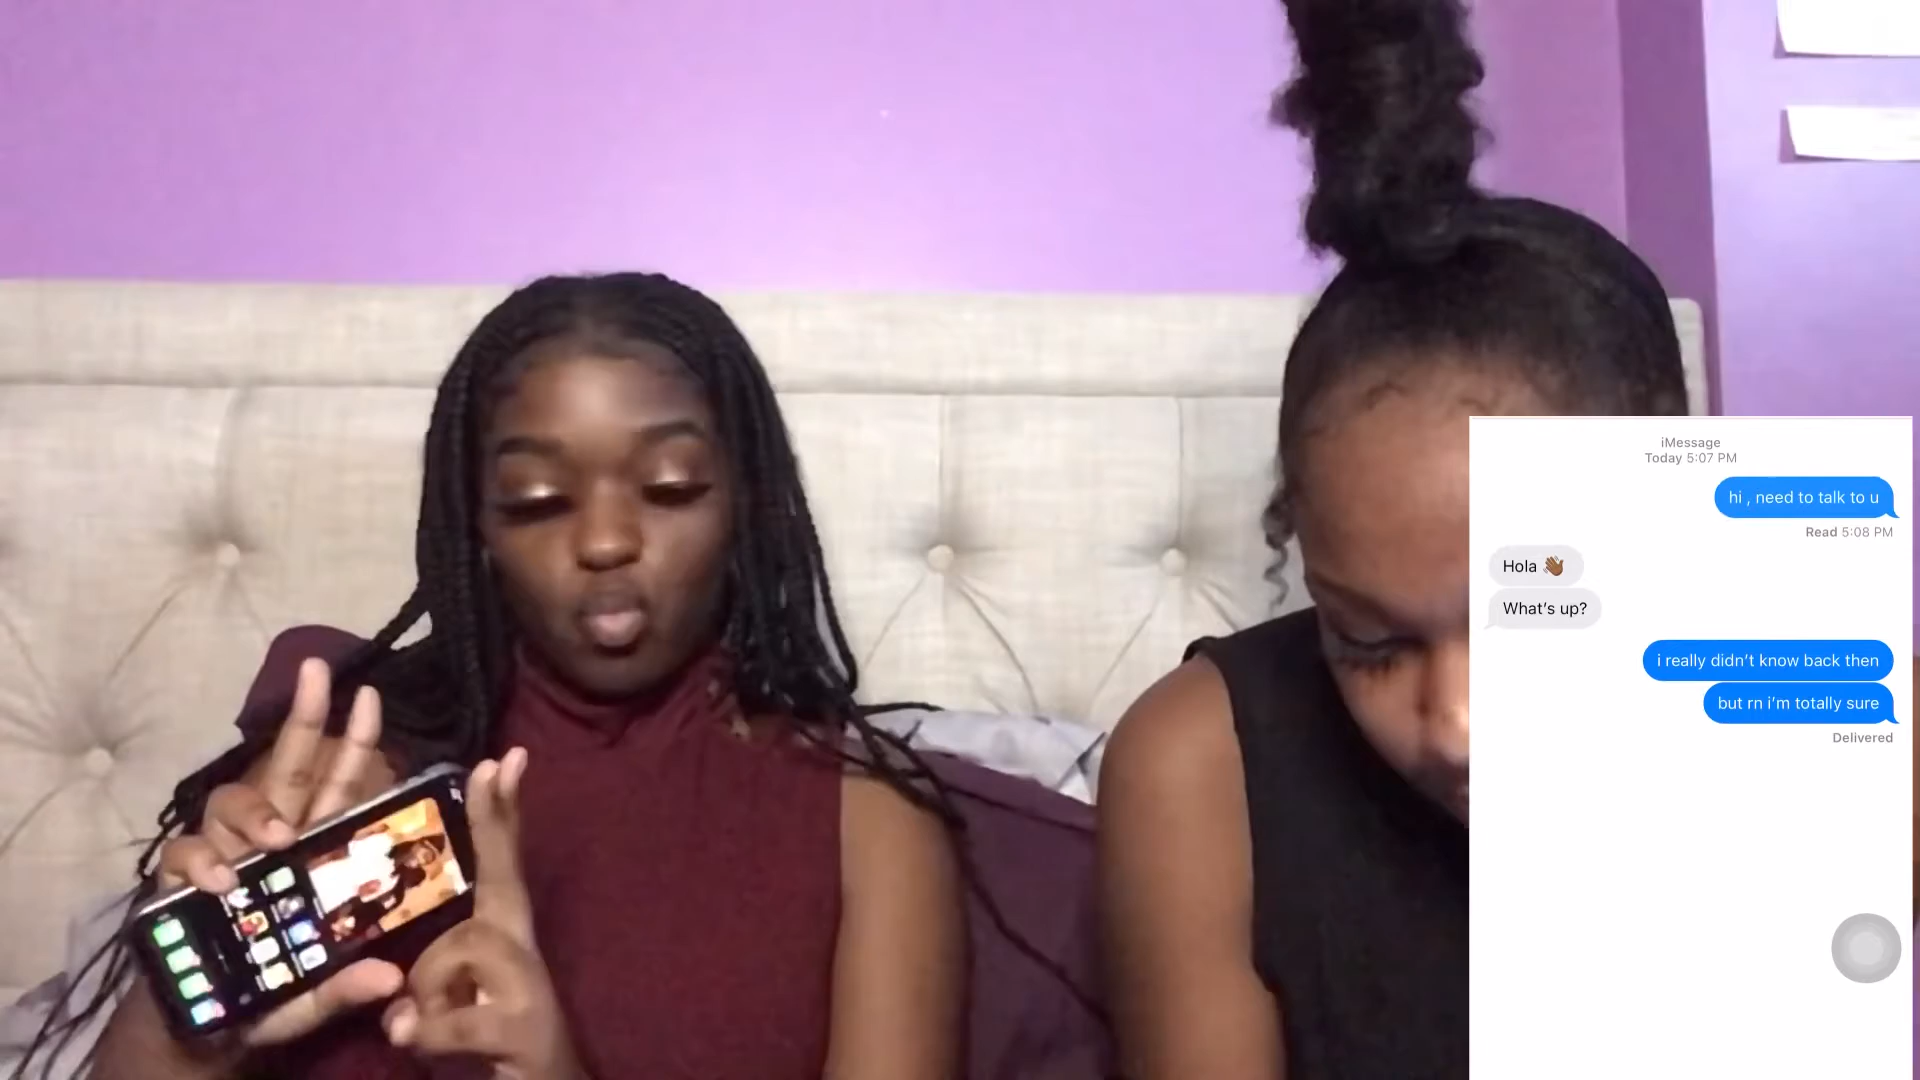 iMessage
Today 5:07 PM
hi , need to talk to u
Read 5:08 PM
Hola 👋🏾
What's up?
i really didn't know back then
but rn i'm totally sure
Delivered